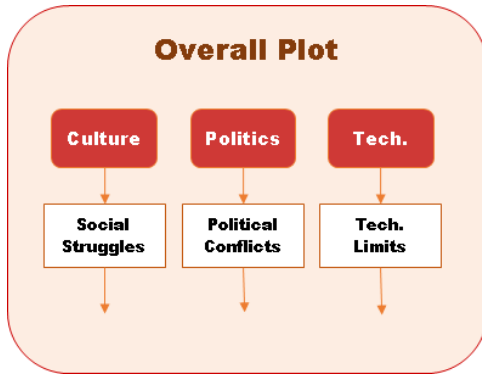 Overall Plot
Culture
Politics
Tech.
Social
Struggles
Political
Conflicts
Tech.
Limits